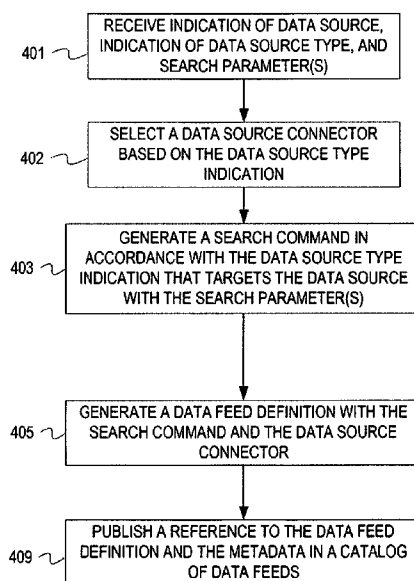 401
RECEIVE INDICATION OF DATA SOURCE,
INDICATION OF DATA SOURCE TYPE, AND
SEARCH PARAMETER(S)
402
SELECT A DATA SOURCE CONNECTOR
BASED ON THE DATA SOURCE TYPE
INDICATION
403
GENERATE A SEARCH COMMAND IN
ACCORDANCE WITH THE DATA SOURCE TYPE
INDICATION THAT TARGETS THE DATA SOURCE
WITH THE SEARCH PARAMETER(S)
405
GENERATE A DATA FEED DEFINITION WITH THE
SEARCH COMMAND AND THE DATA SOURCE
CONNECTOR
409
PUBLISH A REFERENCE TO THE DATA FEED
DEFINITION AND THE METADATA IN A CATALOG
OF DATA FEEDS